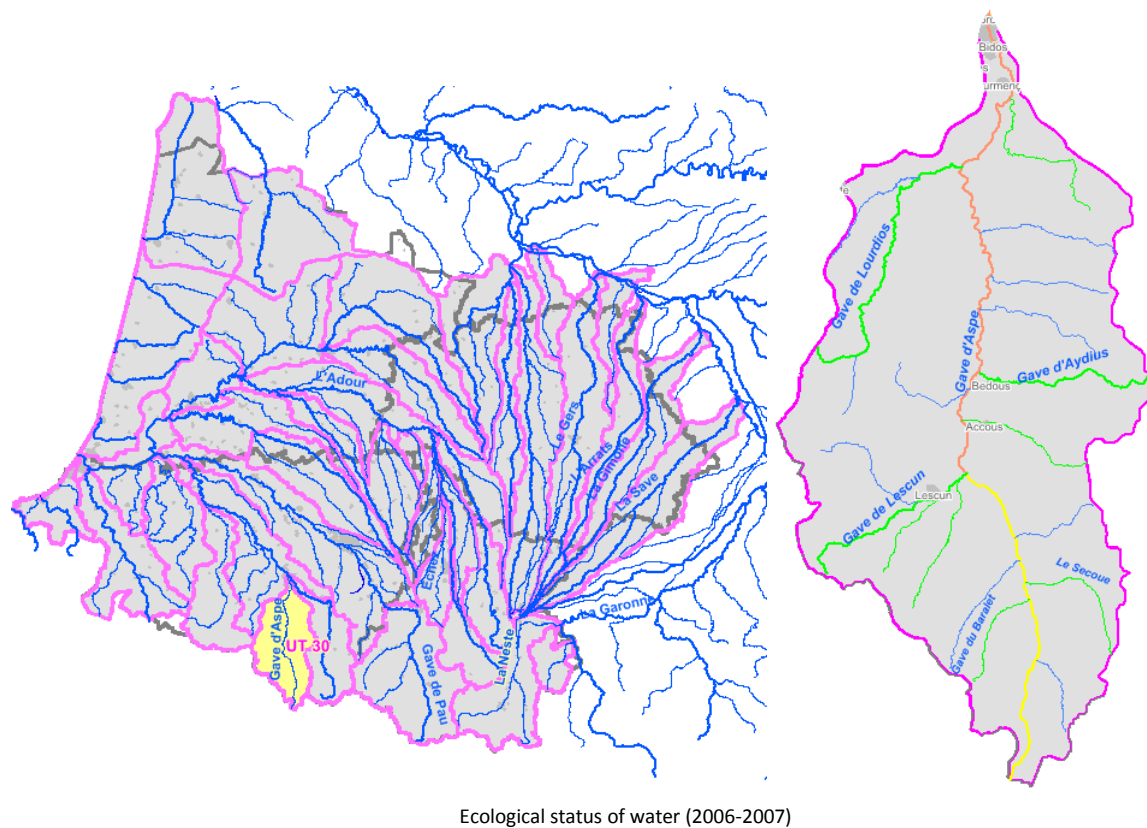 L'Adour
Le Gers
L'Arrats
La Gimone
La Save
Echez
La Garonne
Gave d'Aspe
UT 30
Gave de Pau
La Neste
Bidos
Gave de Lourdios
Gave d'Aspe
Gave d'Aydius
Bedous
Accous
Lescun
Gave de Lescun
Le Secoue
Gave du Baralet
Ecological status of water (2006-2007)